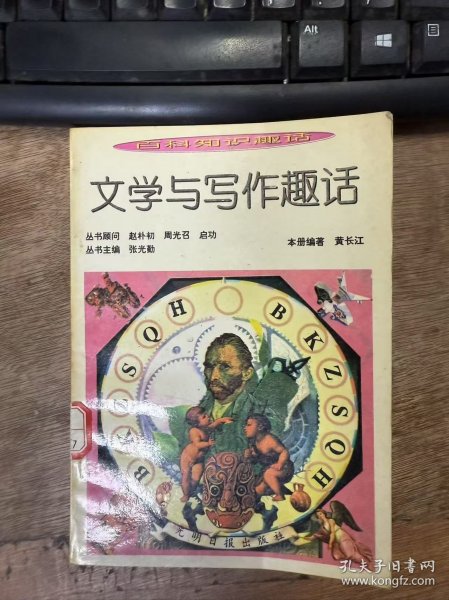 Alt
百科知识趣话
文学与写作趣话
丛书顾问 赵朴初 周光召 启功
丛书主编 张光勤
本册编著 黄长江
B
S
Q
H
B
K
Z
S
Q
H
光明日报出版社
7
孔夫子旧书网
www.kongfz.com